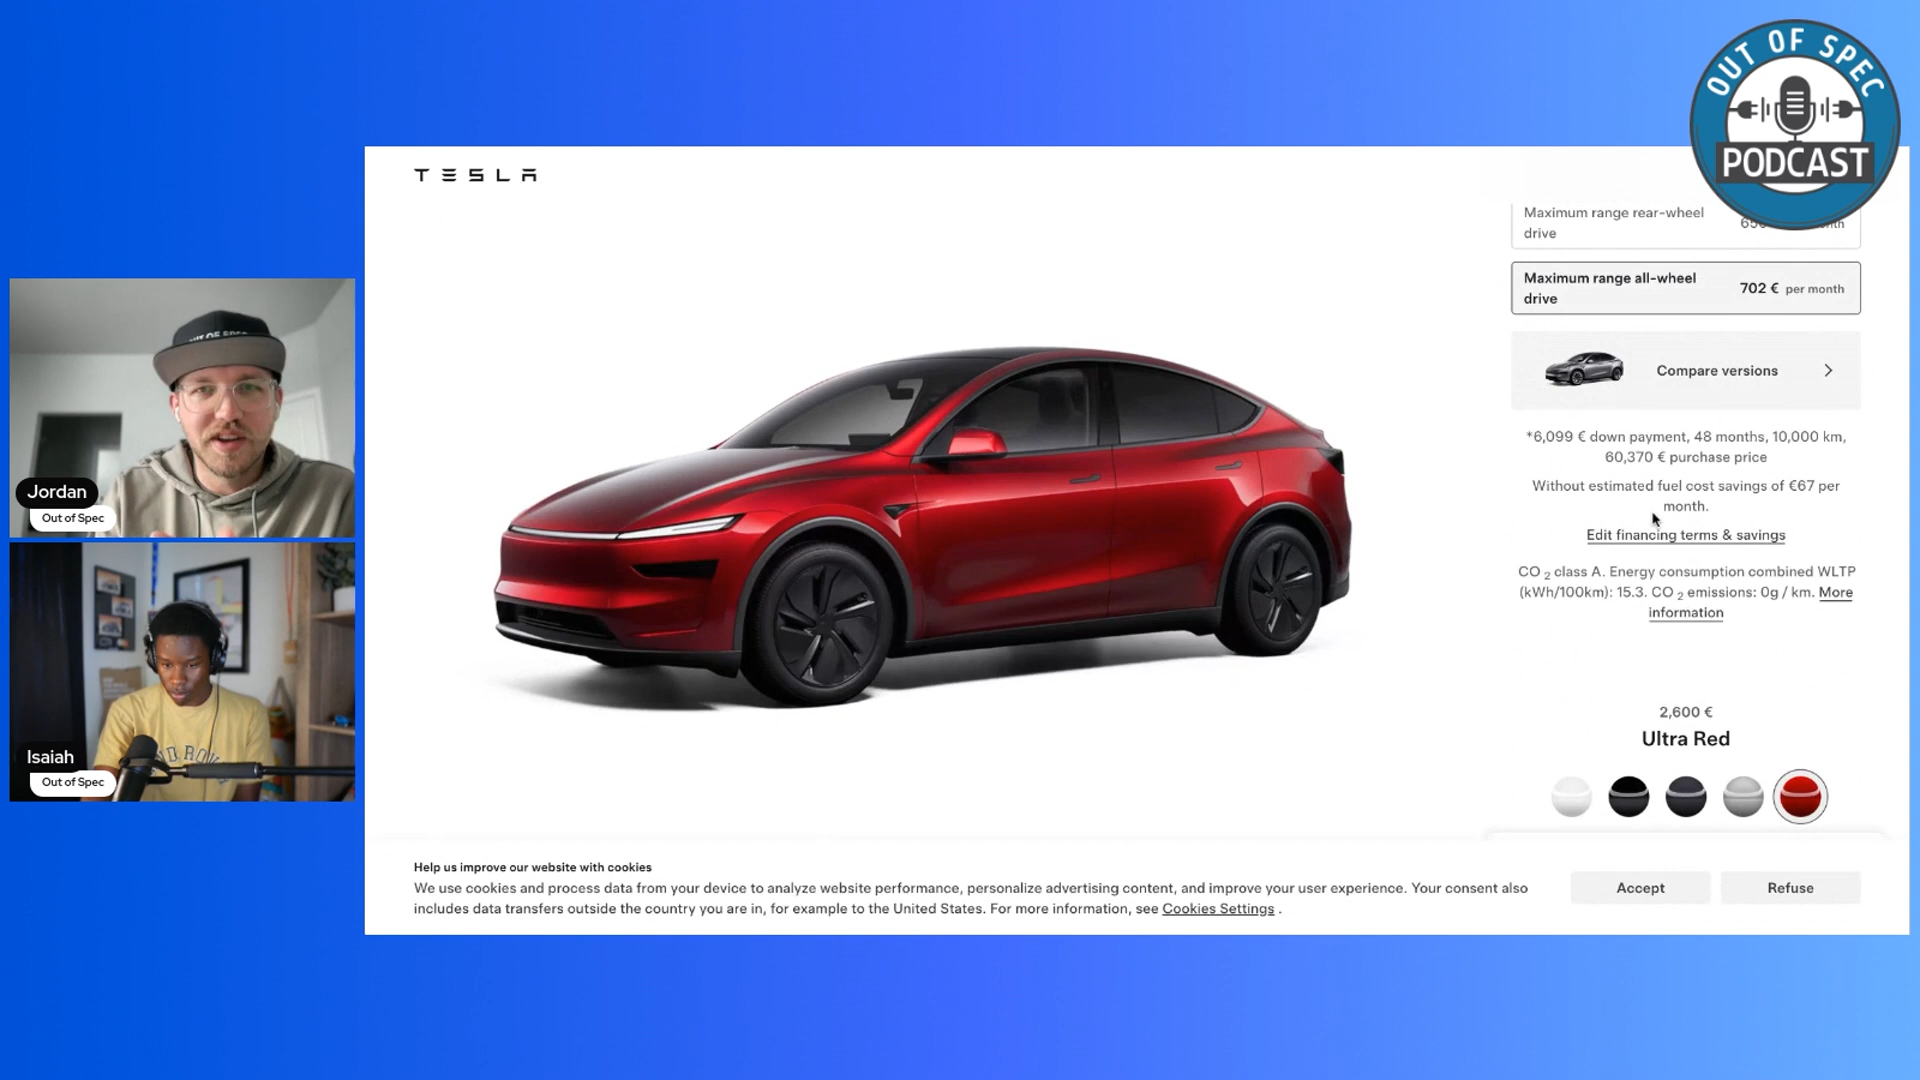 OUT OF SPEC
PODCAST
TESLA
Maximum range rear-wheel
drive
Maximum range all-wheel
drive
702 € per month
Compare versions
*6,099 € down payment, 48 months, 10,000 km,
60,370 € purchase price
Without estimated fuel cost savings of €67 per
month.
Edit financing terms & savings
CO 2 class A. Energy consumption combined WLTP
(kWh/100km): 15.3. CO 2 emissions: 0g / km. More
information
2,600 €
Ultra Red
Jordan
Out of Spec
Isaiah
Out of Spec
Help us improve our website with cookies
We use cookies and process data from your device to analyze website performance, personalize advertising content, and improve your user experience. Your consent also
includes data transfers outside the country you are in, for example to the United States. For more information, see Cookies Settings .
Accept
Refuse